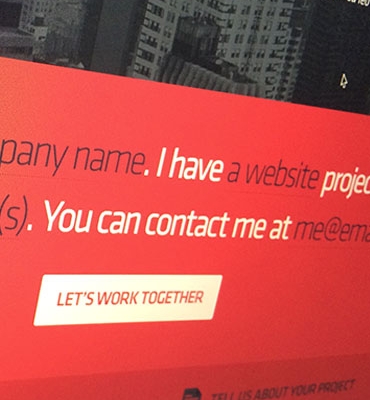 pany name. I have a website projec
(s). You can contact me at me@ema
LET'S WORK TOGETHER
TELL US ABOUT YOUR PROJECT